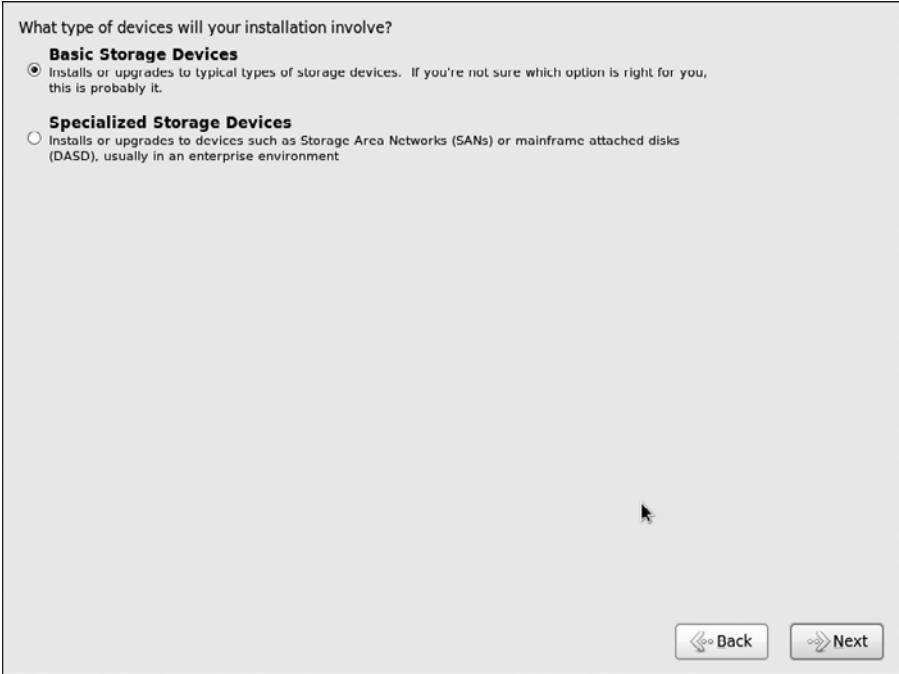 What type of devices will your installation involve?
Basic Storage Devices
Installs or upgrades to typical types of storage devices.  If you're not sure which option is right for you,
this is probably it.
Specialized Storage Devices
Installs or upgrades to devices such as Storage Area Networks (SANs) or mainframe attached disks
(DASD), usually in an enterprise environment
Back
Next